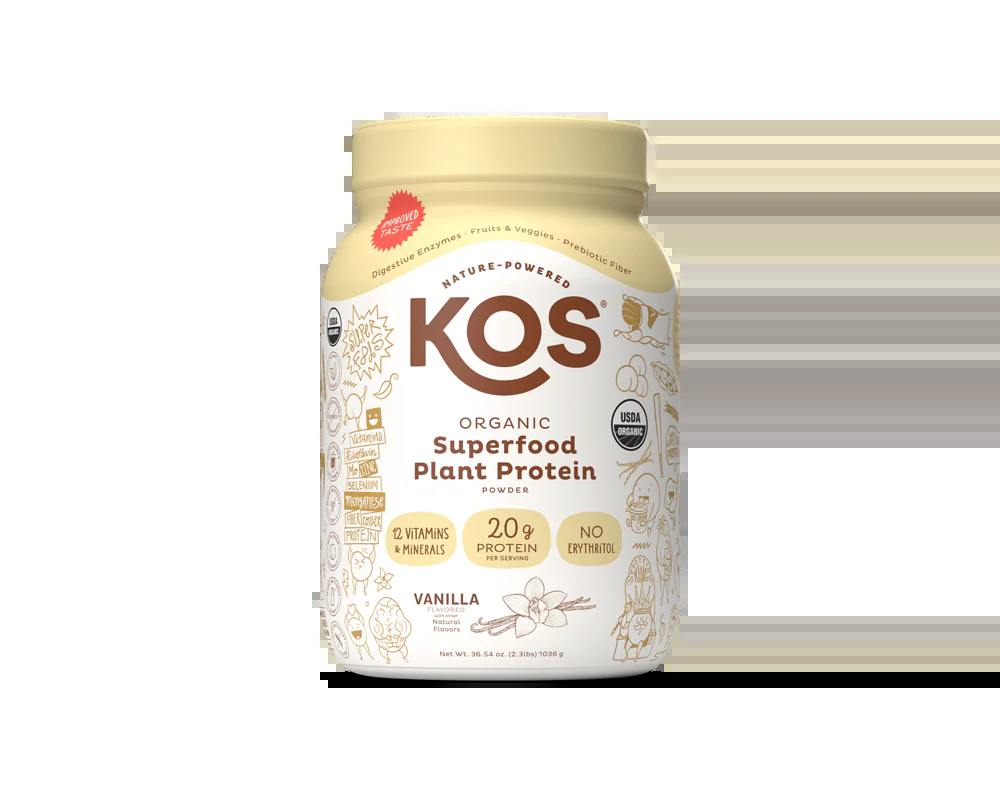 IMPROVED
TASTE
Digestive Enzymes · Fruits & Veggies · Prebiotic Fiber
NATURE-POWERED
KOS®
USDA
ORGANIC
SUPER
ORGANIC
Superfood
Plant Protein
POWDER
USDA
ORGANIC
Vitamins
Riboflavin
ZINC
SELENIUM
Manganese
FIBER
PROTEIN
12 VITAMINS
& MINERALS
20g
PROTEIN
PER SERVING
NO
ERYTHRITOL
VANILLA
FLAVORED
with other
Natural
Flavors
Net Wt. 36.54 oz. (2.3lbs) 1036 g